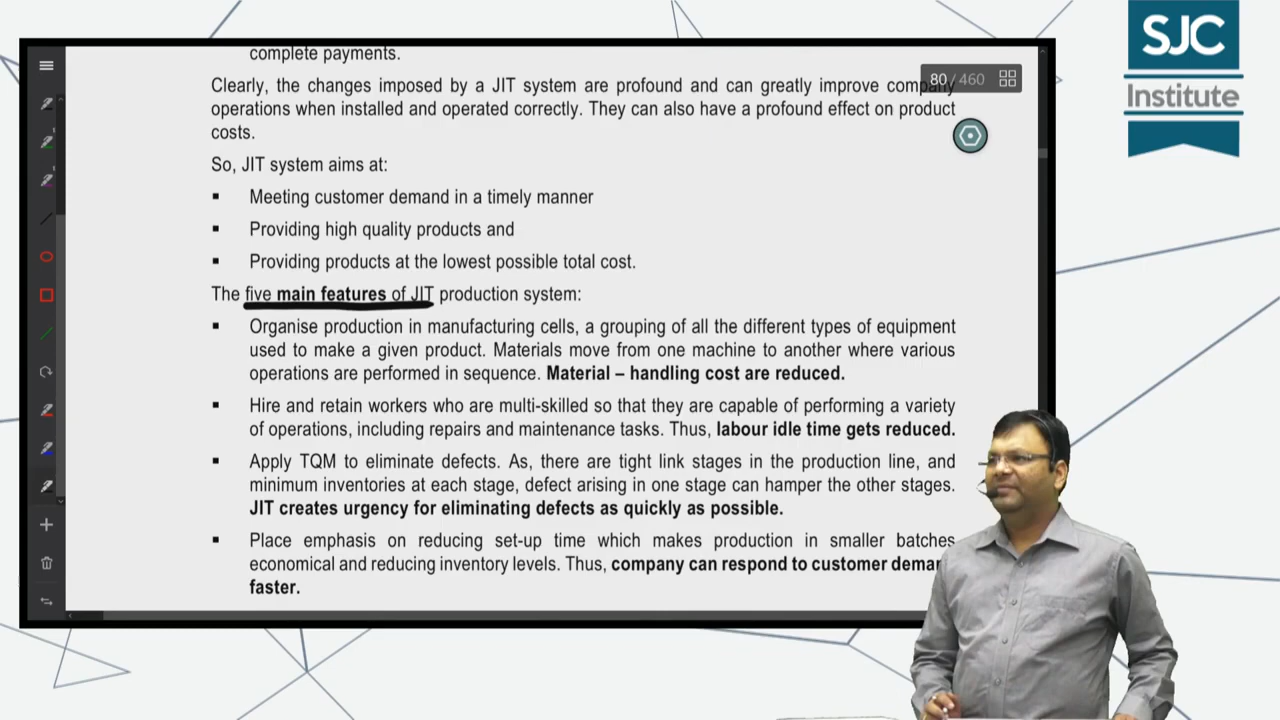 complete payments.
80 / 460
SJC
Institute
Clearly, the changes imposed by a JIT system are profound and can greatly improve company
operations when installed and operated correctly. They can also have a profound effect on product
costs.
So, JIT system aims at:
▪ Meeting customer demand in a timely manner
▪ Providing high quality products and
▪ Providing products at the lowest possible total cost.
The five main features of JIT production system:
▪ Organise production in manufacturing cells, a grouping of all the different types of equipment
used to make a given product. Materials move from one machine to another where various
operations are performed in sequence. Material – handling cost are reduced.
▪ Hire and retain workers who are multi-skilled so that they are capable of performing a variety
of operations, including repairs and maintenance tasks. Thus, labour idle time gets reduced.
▪ Apply TQM to eliminate defects. As, there are tight link stages in the production line, and
minimum inventories at each stage, defect arising in one stage can hamper the other stages.
JIT creates urgency for eliminating defects as quickly as possible.
▪ Place emphasis on reducing set-up time which makes production in smaller batches
economical and reducing inventory levels. Thus, company can respond to customer deman
faster.